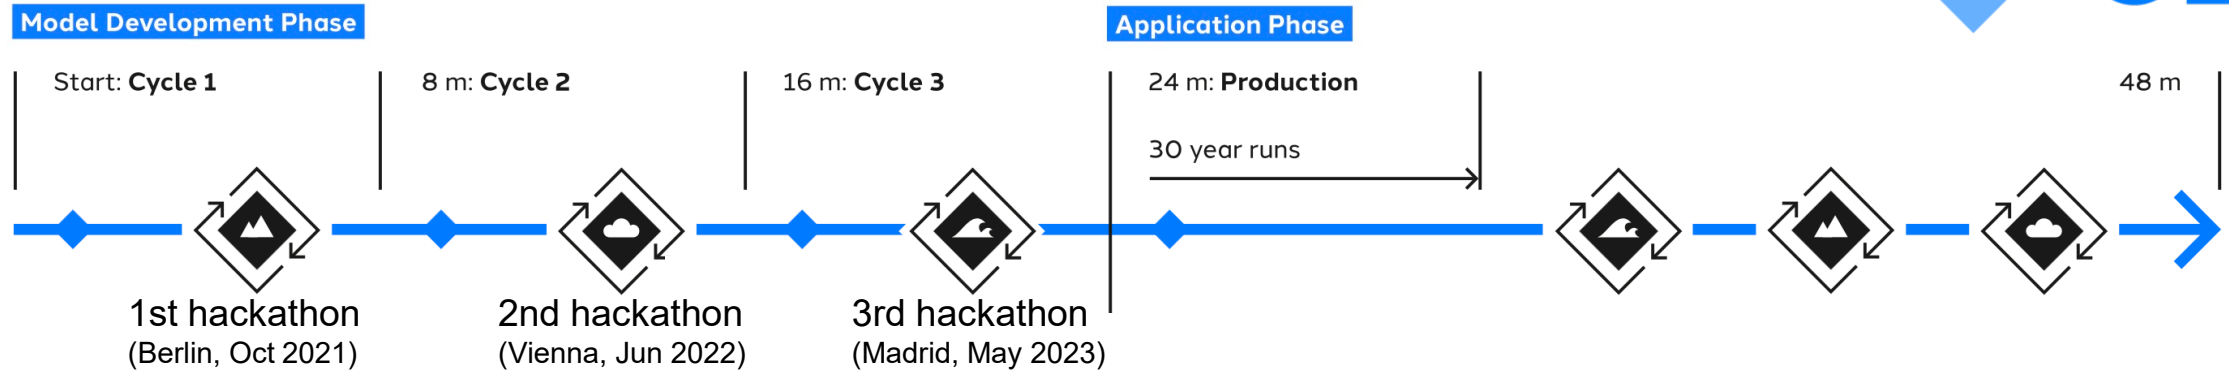 Model Development Phase
Application Phase
Start: Cycle 1
8 m: Cycle 2
16 m: Cycle 3
24 m: Production
48 m
30 year runs
1st hackathon
(Berlin, Oct 2021)
2nd hackathon
(Vienna, Jun 2022)
3rd hackathon
(Madrid, May 2023)